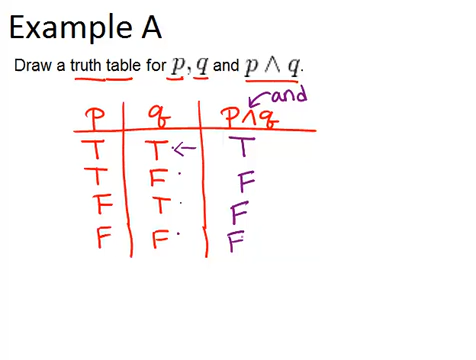 Example A
Draw a truth table for p, q and p ∧ q.
and
p q p∧q
T T T
T F F
F T F
F F F